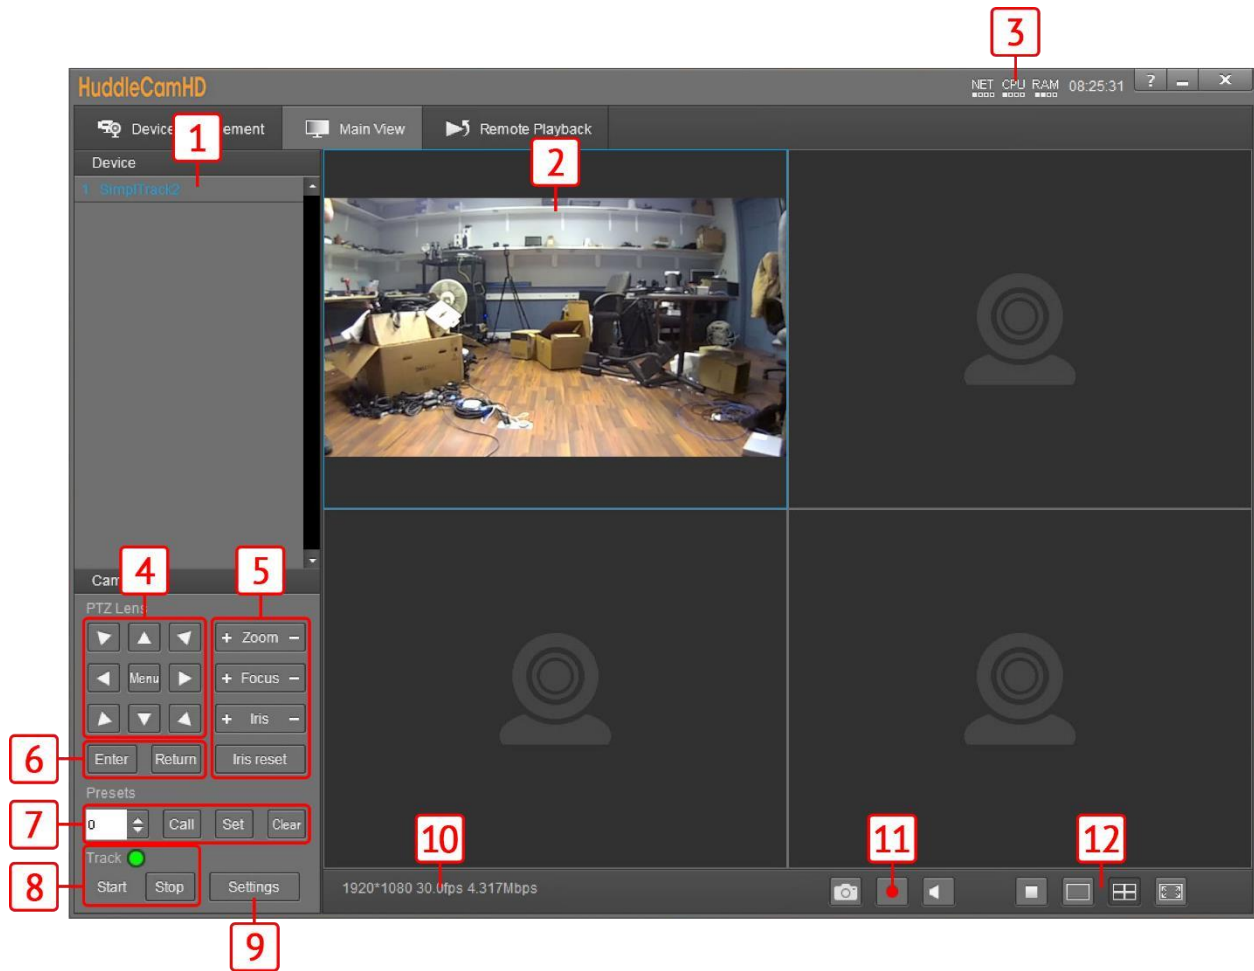 3
HuddleCamHD
NET CPU RAM 08:25:31 ?
Device ement Main View Remote Playback
1
2
Device
1 SimplTrack2
4
5
Cam
PTZ Lens
+ Zoom −
Menu + Focus −
+ Iris −
6
Enter Return Iris reset
Presets
7
0 Call Set Clear
10
11
12
Track
8
Start Stop Settings
1920*1080 30.0fps 4.317Mbps
9